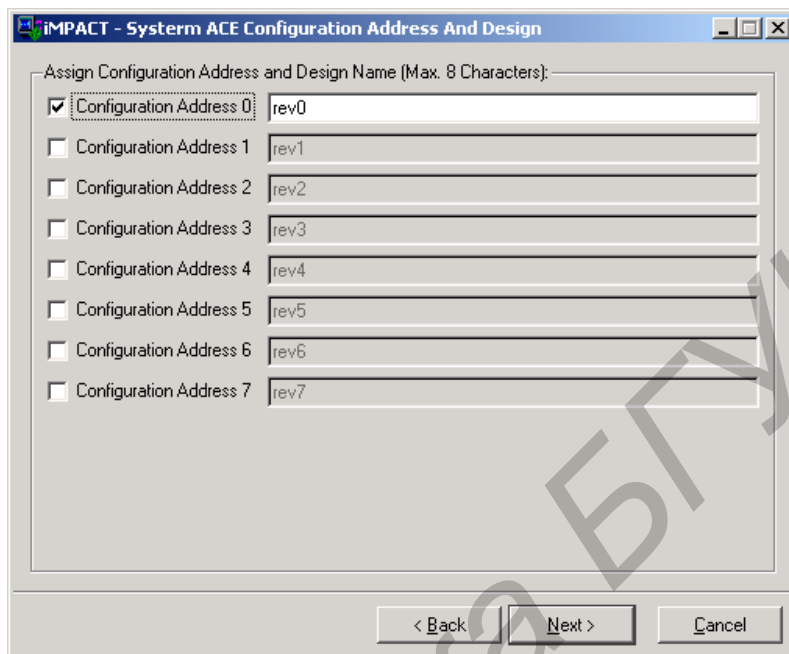 iMPACT - Systerm ACE Configuration Address And Design
Assign Configuration Address and Design Name (Max. 8 Characters):
Configuration Address 0 rev0
Configuration Address 1 rev1
Configuration Address 2 rev2
Configuration Address 3 rev3
Configuration Address 4 rev4
Configuration Address 5 rev5
Configuration Address 6 rev6
Configuration Address 7 rev7
< Back Next > Cancel